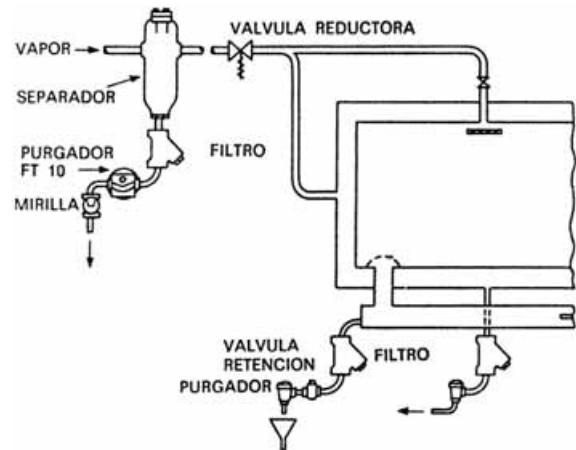 VALVULA REDUCTORA
VAPOR
SEPARADOR
PURGADOR
FT 10
FILTRO
MIRILLA
VALVULA
RETENCION
FILTRO
PURGADOR